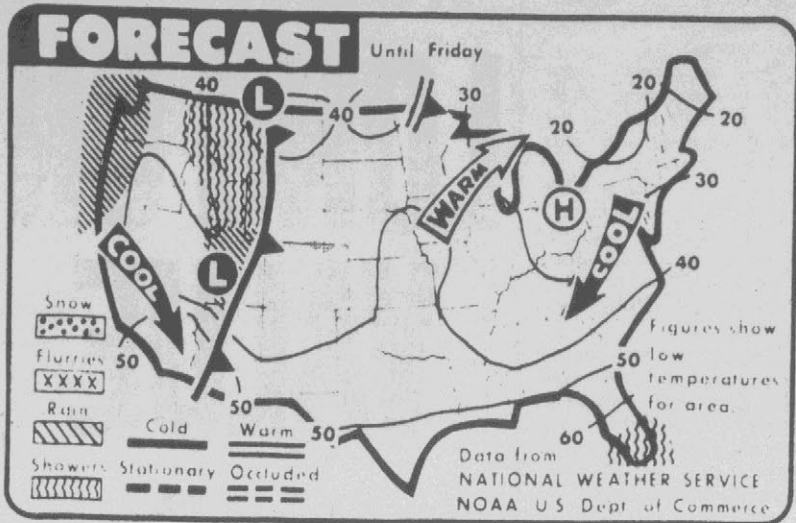 FORECAST
Until Friday
40
L
40
30
20
20
20
WARM
H
30
COOL
COOL
L
40
Snow
50
Flurries
XXXX
Rain
Showers
Cold
Warm
Stationary
Occluded
50
50
50
60
Figures show
low
temperatures
for area.
Data from
NATIONAL WEATHER SERVICE
NOAA US Dept. of Commerce